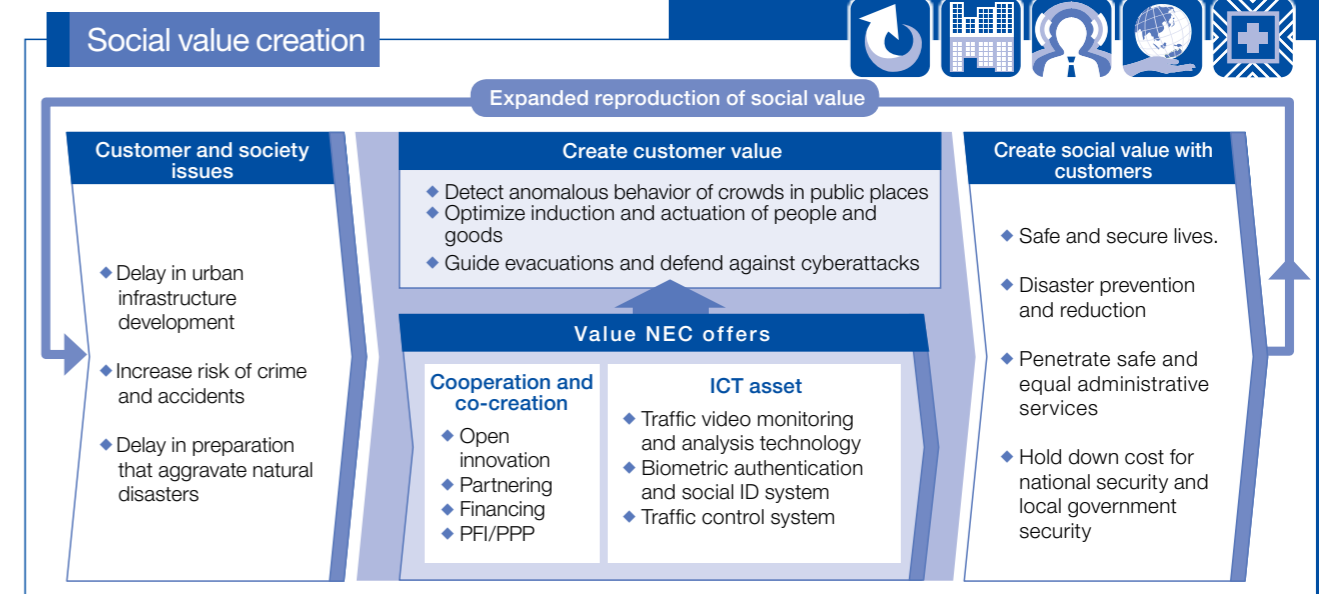 Social value creation
Expanded reproduction of social value
Customer and society
issues
◆ Delay in urban
infrastructure
development
◆ Increase risk of crime
and accidents
◆ Delay in preparation
that aggravate natural
disasters
Create customer value
◆ Detect anomalous behavior of crowds in public places
◆ Optimize induction and actuation of people and
goods
◆ Guide evacuations and defend against cyberattacks
Value NEC offers
Cooperation and
co-creation
◆ Open
innovation
◆ Partnering
◆ Financing
◆ PFI/PPP
ICT asset
◆ Traffic video monitoring
and analysis technology
◆ Biometric authentication
and social ID system
◆ Traffic control system
Create social value with
customers
◆ Safe and secure lives.
◆ Disaster prevention
and reduction
◆ Penetrate safe and
equal administrative
services
◆ Hold down cost for
national security and
local government
security